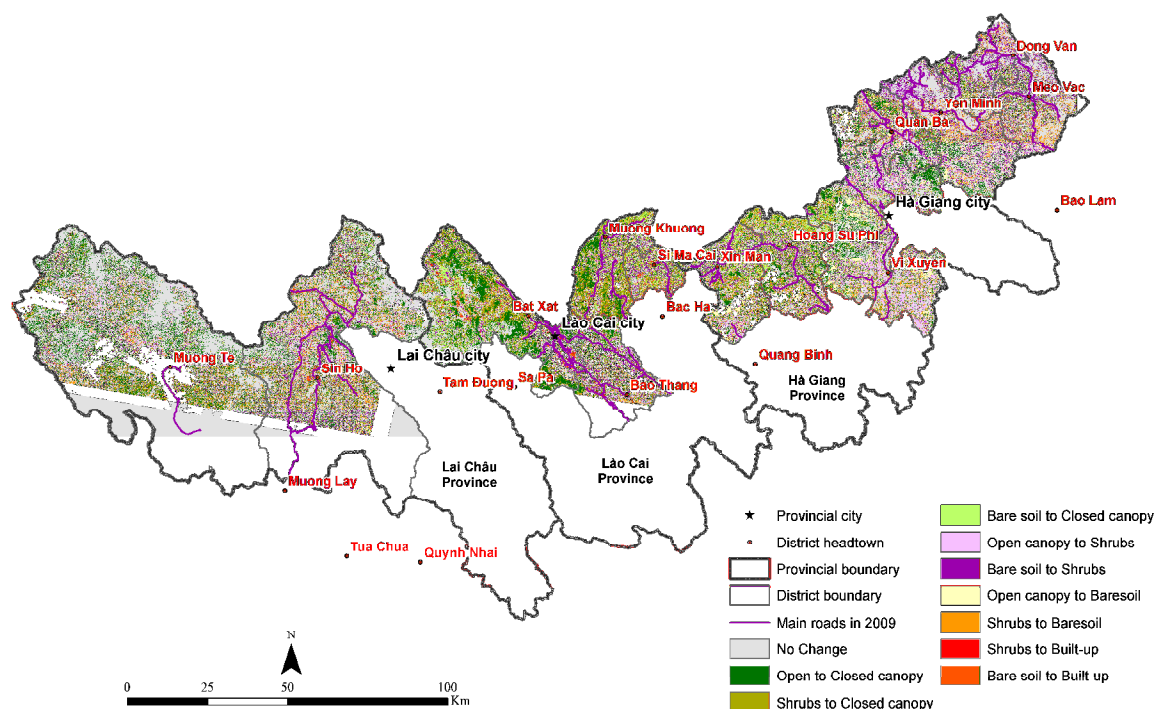 Dong Van
Meo Vac
Yen Minh
Quan Ba
Bao Lam
Hà Giang city
Hoang Su Phi
Muong Khuong
Si Ma Cai
Xin Man
Vi Xuyen
Bat Xat
Bac Ha
Lào Cai city
Muong Te
Lai Châu city
Quang Binh
Sin Ho
Sa Pa
Tam Đuong,
Bao Thang
Hà Giang
Province
Lai Châu
Province
Lào Cai
Province
Muong Lay
Tua Chua
Quynh Nhai
Provincial city
District headtown
Provincial boundary
District boundary
Main roads in 2009
No Change
Open to Closed canopy
Shrubs to Closed canopy
Bare soil to Closed canopy
Open canopy to Shrubs
Bare soil to Shrubs
Open canopy to Baresoil
Shrubs to Baresoil
Shrubs to Built-up
Bare soil to Built up
N
0 25 50 100
Km